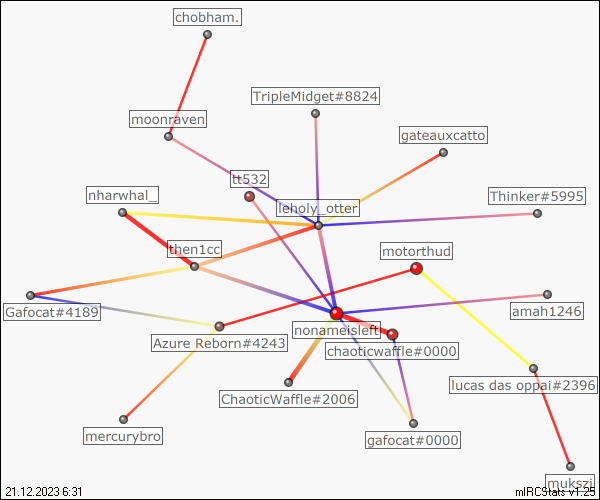 chobham.
TripleMidget#8824
moonraven
gateauxcatto
tt532
nharwhal_
Thinker#5995
leholy_otter
then1cc
motorthud
Gafocat#4189
amah1246
nonameisleft
Azure Reborn#4243
chaoticwaffle#0000
lucas das oppai#2396
ChaoticWaffle#2006
mercurybro
gafocat#0000
mukszi
21.12.2023 6:31
mIRCStats v1.25